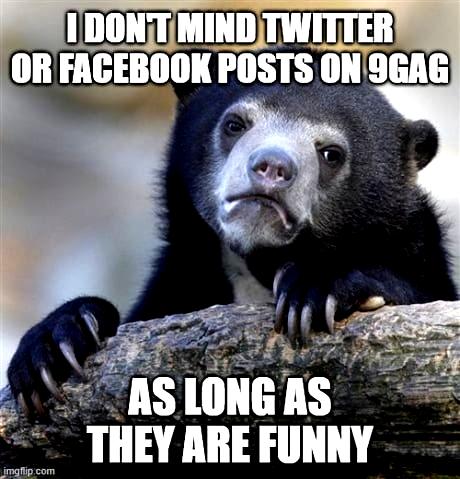 I DON'T MIND TWITTER
OR FACEBOOK POSTS ON 9GAG
AS LONG AS
THEY ARE FUNNY
imgflip.com